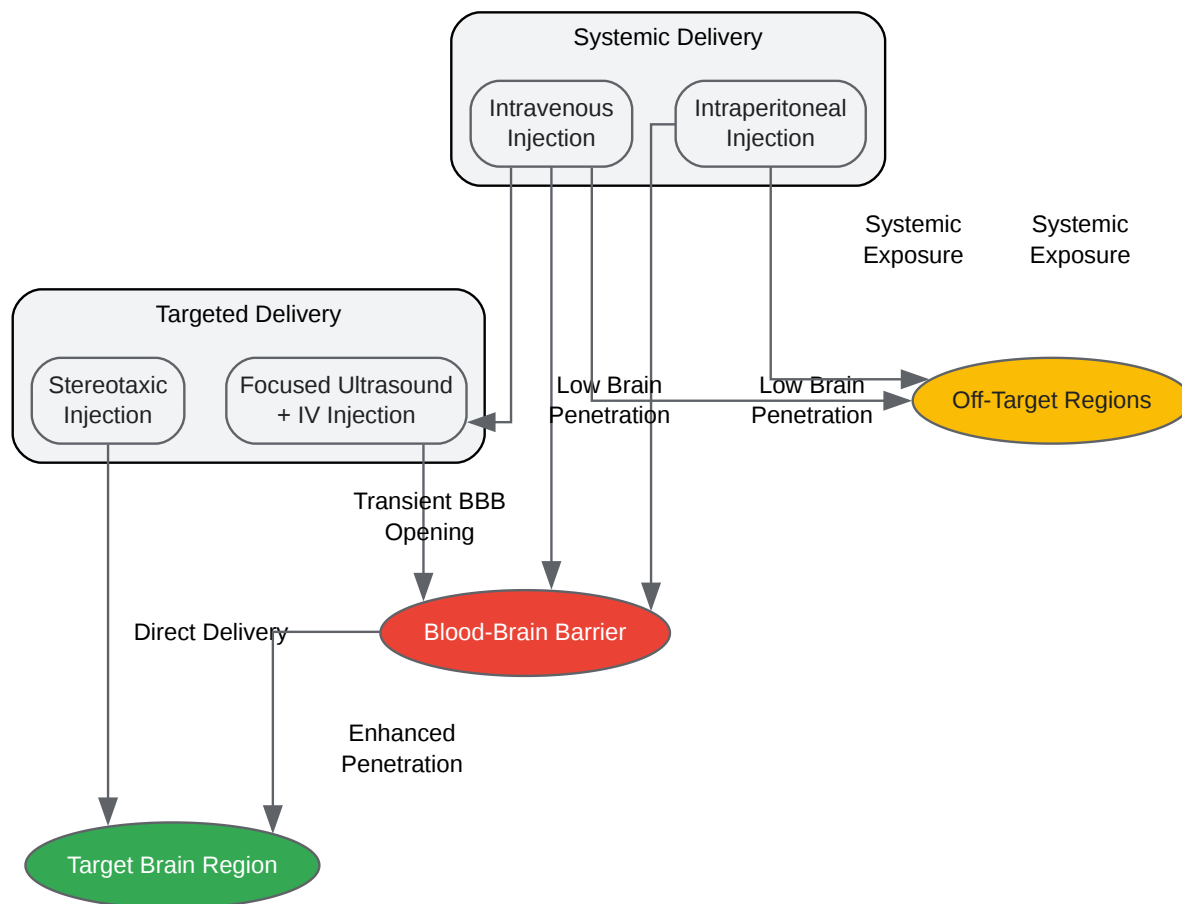 Systemic Delivery
Intravenous
Injection
Intraperitoneal
Injection
Systemic
Exposure
Systemic
Exposure
Targeted Delivery
Stereotaxic
Injection
Focused Ultrasound
+ IV Injection
Low Brain
Penetration
Low Brain
Penetration
Off-Target Regions
Transient BBB
Opening
Direct Delivery
Blood-Brain Barrier
Enhanced
Penetration
Target Brain Region